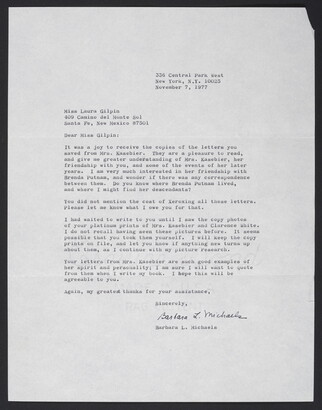 336 Central Park West
New York, N.Y. 10025
November 7, 1977
Miss Laura Gilpin
409 Camino del Monte Sol
Santa Fe, New Mexico 87501
Dear Miss Gilpin:
It was a joy to receive the copies of the letters you
saved from Mrs. Kasebier. They are a pleasure to read,
and give me greater understanding of Mrs. Kasebier, her
friendship with you, and some of the events of her later
years. I am very much interested in her friendship with
Brenda Putnam, and wonder if there was any correspondence
between them. Do you know where Brenda Putnam lived,
and where I might find her descendants?
You did not mention the cost of Xeroxing all those letters.
Please let me know what I owe you for that.
I had waited to write to you until I saw the copy photos
of your platinum prints of Mrs. Kasebier and Clarence White.
I do not recall having seen these pictures before. It seems
possible that you took them yourself. I will keep the copy
prints on file, and let you know if anything new turns up
about them, as I continue with my picture research.
Your letters from Mrs. Kasebier are such good examples of
her spirit and personality; I am sure I will want to quote
from them when I write my book. I hope this will be
agreeable to you.
Again, my greatest thanks for your assistance.
Sincerely,
Barbara L. Michaels
Barbara L. Michaels